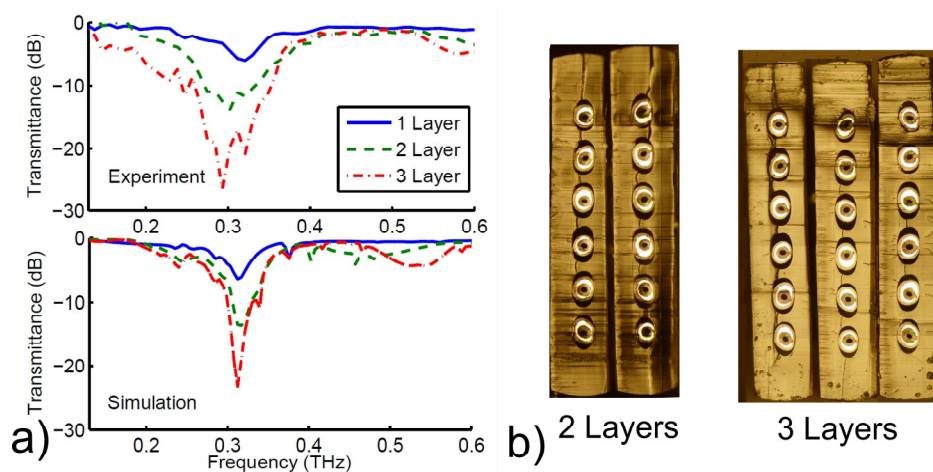 0
−10
−20
−30
Transmittance (dB)
Experiment
1 Layer
2 Layer
3 Layer
0.2
0.3
0.4
0.5
0.6
0
−10
−20
−30
Transmittance (dB)
Simulation
0.2
0.3
0.4
0.5
0.6
Frequency (THz)
a)
b)
2 Layers
3 Layers